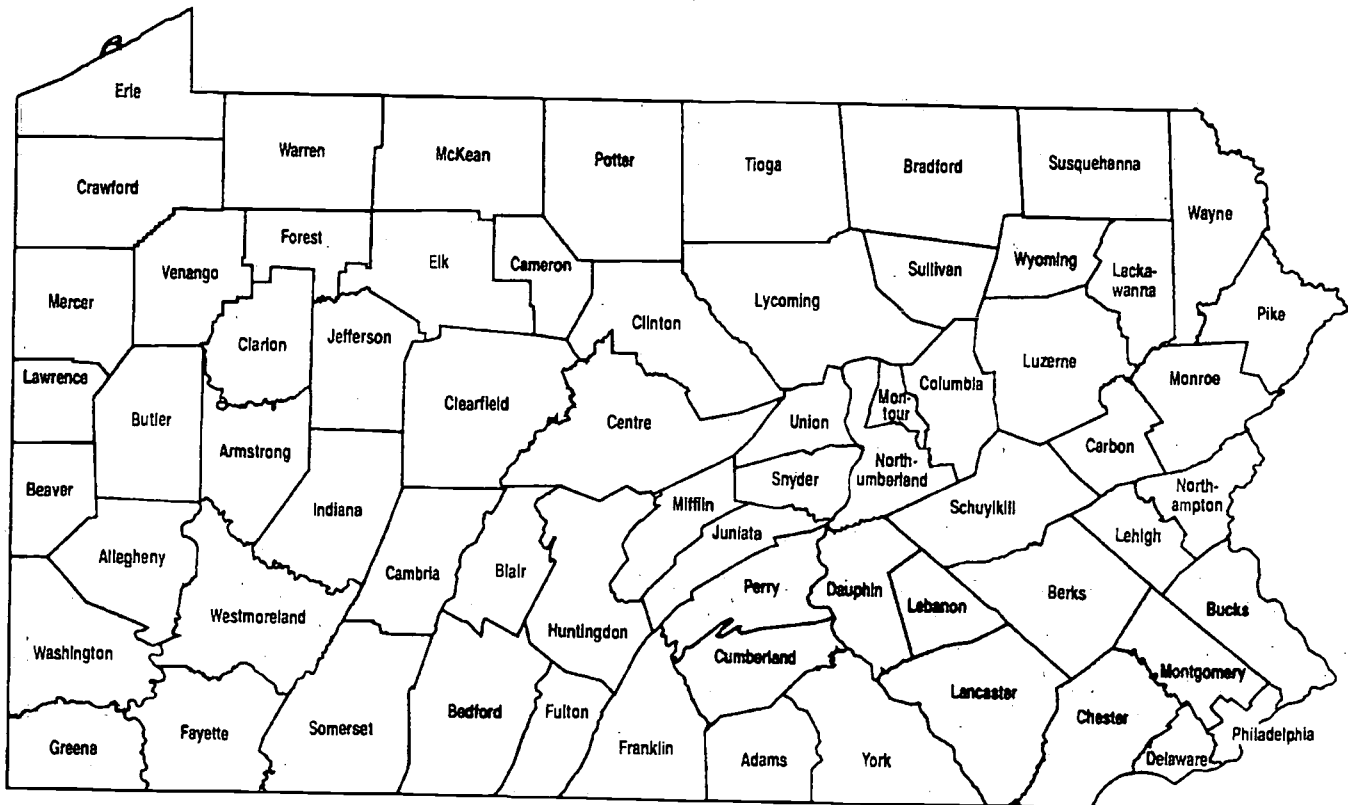 Erie
Warren
McKean
Potter
Tioga
Bradford
Susquehanna
Crawford
Wayne
Forest
Venango
Elk
Cameron
Sullivan
Wyoming
Lacka-
wanna
Mercer
Lycoming
Pike
Clarion
Jefferson
Clinton
Luzerne
Lawrence
Columbia
Monroe
Butler
Clearfield
Centre
Union
Mon-
tour
Armstrong
Carbon
Beaver
Snyder
North-
umberland
North-
ampton
Indiana
Mifflin
Schuylkill
Juniata
Lehigh
Allegheny
Cambria
Blair
Perry
Dauphin
Lebanon
Berks
Bucks
Westmoreland
Huntingdon
Washington
Cumberland
Montgomery
Lancaster
Somerset
Bedford
Fulton
Chester
Greene
Fayette
Franklin
Adams
York
Delaware
Philadelphia